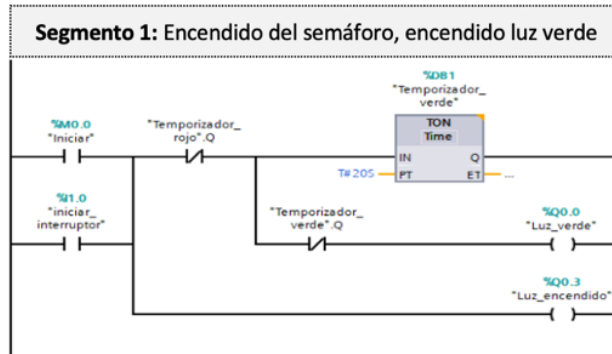 Segmento 1: Encendido del semáforo, encendido luz verde
%DB1
"Temporizador_
verde"
%M0.0
"Iniciar"
"Temporizador_
rojo".Q
TON
Time
IN
Q
T#20S
PT
ET
...
%I1.0
"iniciar_
interruptor"
"Temporizador_
verde".Q
%Q0.0
"Luz_verde"
%Q0.3
"Luz_encendido"